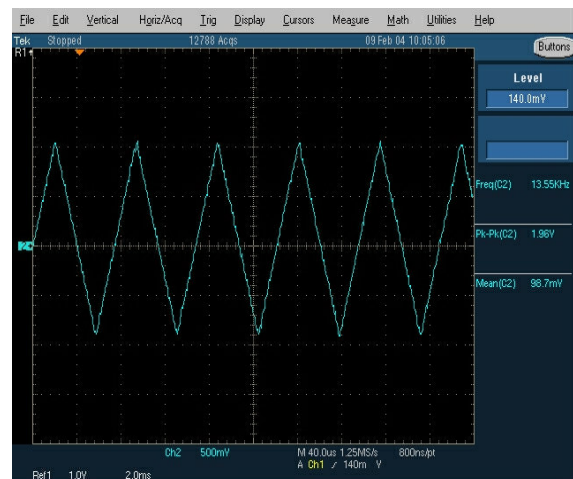 File Edit Vertical Horiz/Acq Trig Display Cursors Measure Math Utilities Help
Tek Stopped 12788 Acqs 09 Feb 04 10:05:06 Buttons
R1
Level
140.0mV
Freq(C2) 13.55KHz
Pk-Pk(C2) 1.96V
2
Mean(C2) 98.7mV
Ch2 500mV M 40.0us 1.25MS/s 800ns/pt
A Ch1 140m V
Ref1 1.0V 2.0ms